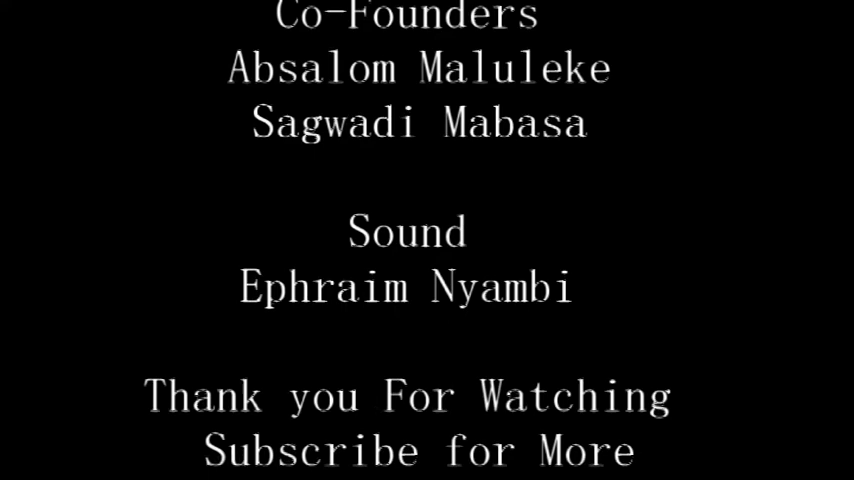 Co-Founders
Absalom Maluleke
Sagwadi Mabasa
Sound
Ephraim Nyambi
Thank you For Watching
Subscribe for More